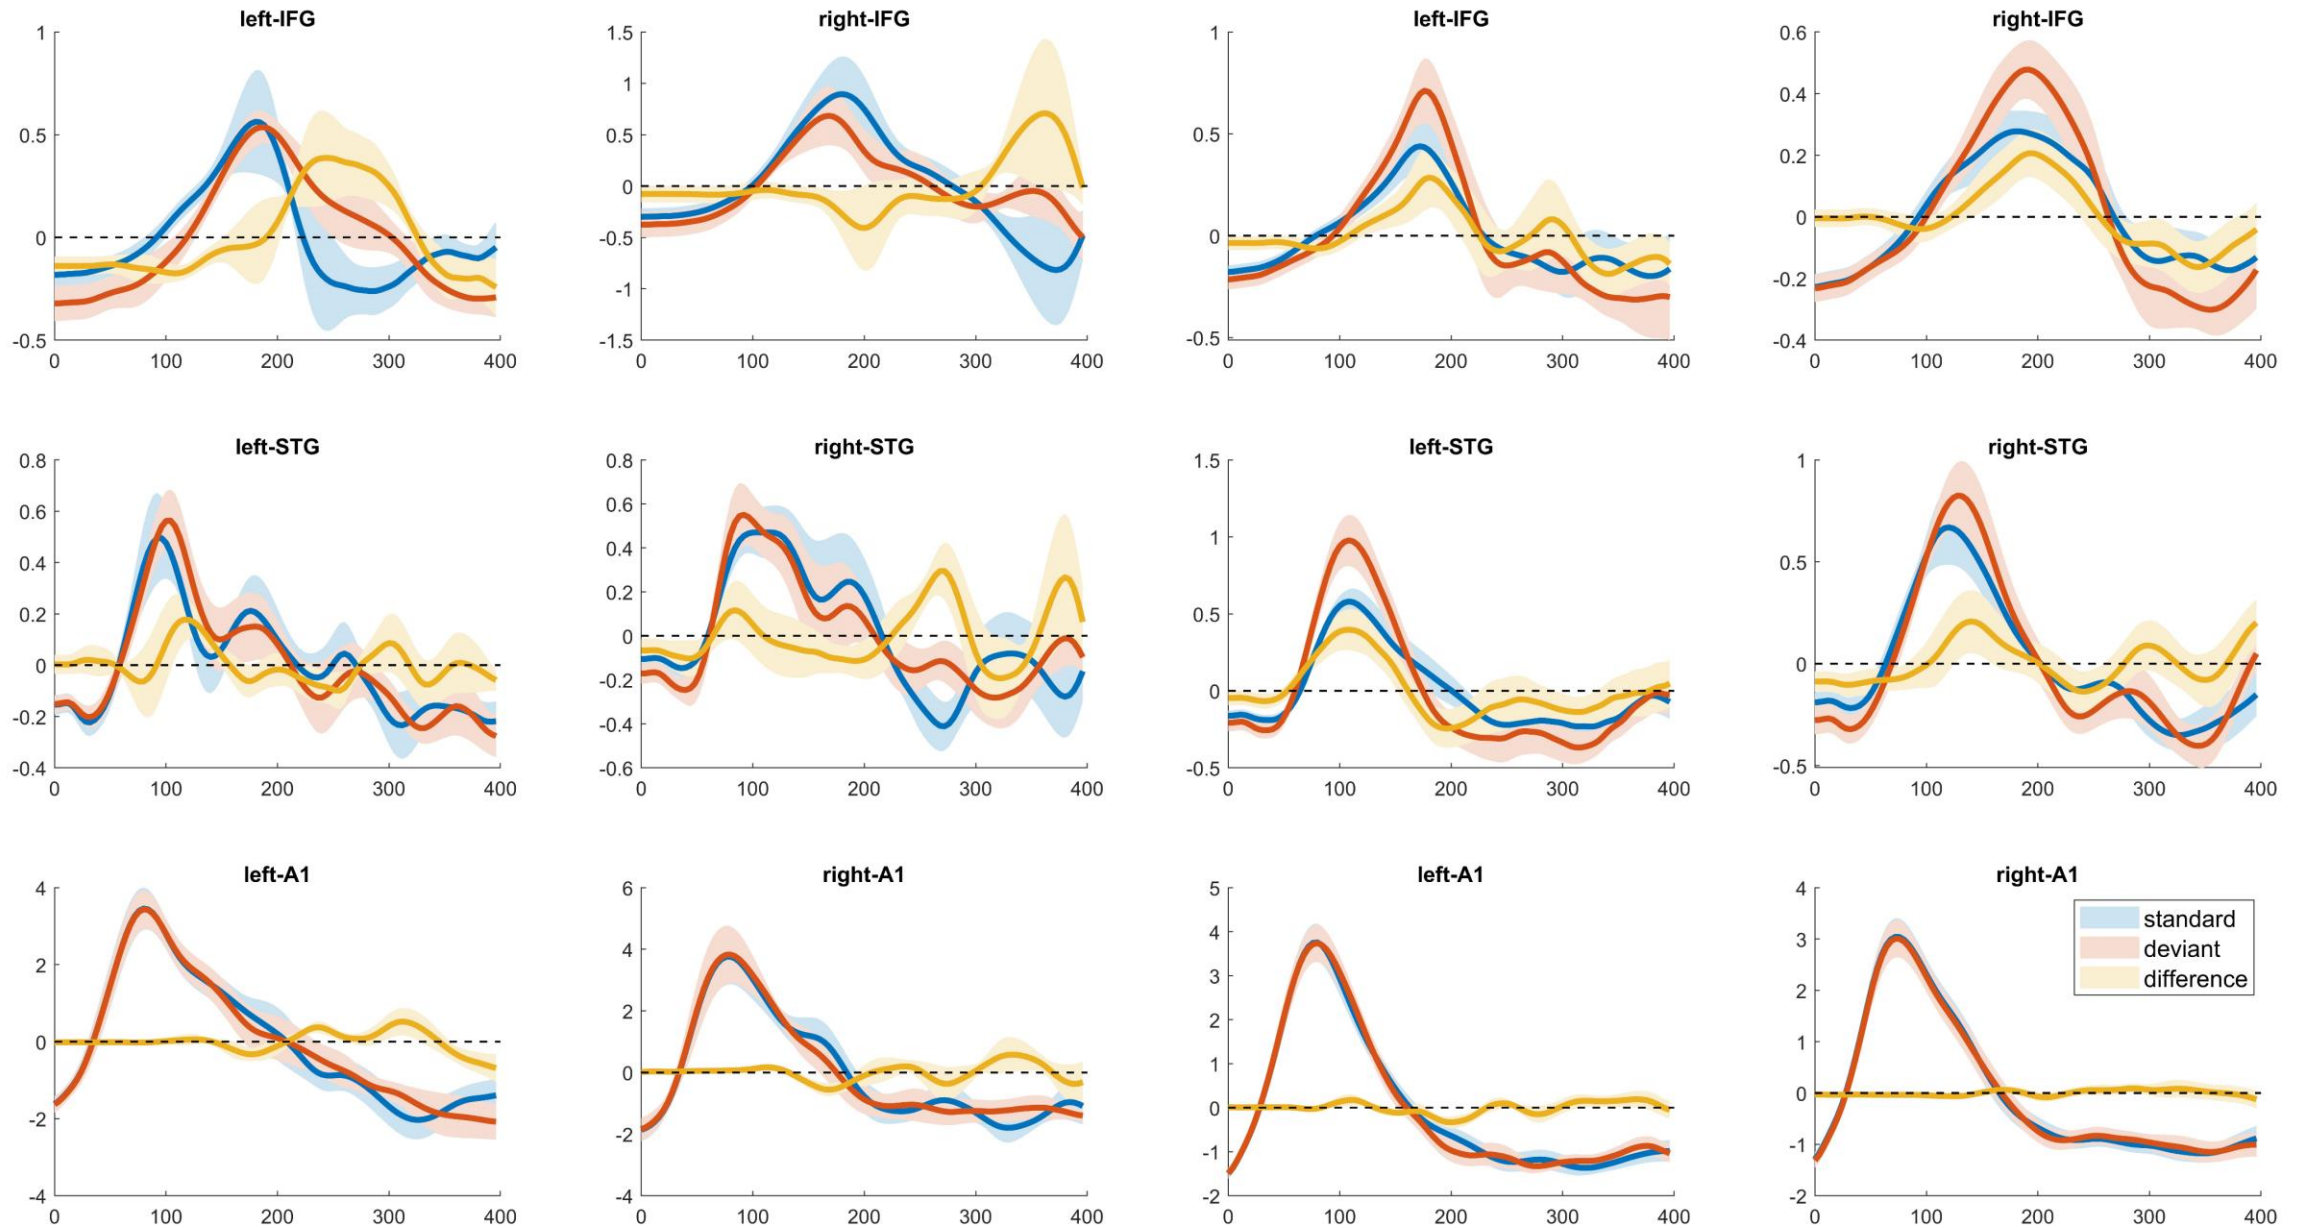 left-IFG right-IFG left-IFG right-IFG
1 1.5 1 0.6
1 0.4
0.5 0.5 0.5 0.2
0 0 0 0
-0.5 -0.2
-1
-0.5 -1.5 -0.5 -0.4
0 100 200 300 400 0 100 200 300 400 0 100 200 300 400 0 100 200 300 400
left-STG right-STG left-STG right-STG
0.8 0.8 1.5 1
0.6 0.6
0.4 0.4 1 0.5
0.2 0.2 0.5
0 0 0 0
-0.2 -0.2
-0.4
-0.4 -0.6 -0.5 -0.5
0 100 200 300 400 0 100 200 300 400 0 100 200 300 400 0 100 200 300 400
left-A1 right-A1 left-A1 right-A1
4 6 5 4
standard
4 4 3
deviant
2 3 2
difference
2 2 1
0 0 1 0
0
-2 -2 -1 -1
-4 -4 -2 -2
0 100 200 300 400 0 100 200 300 400 0 100 200 300 400 0 100 200 300 400